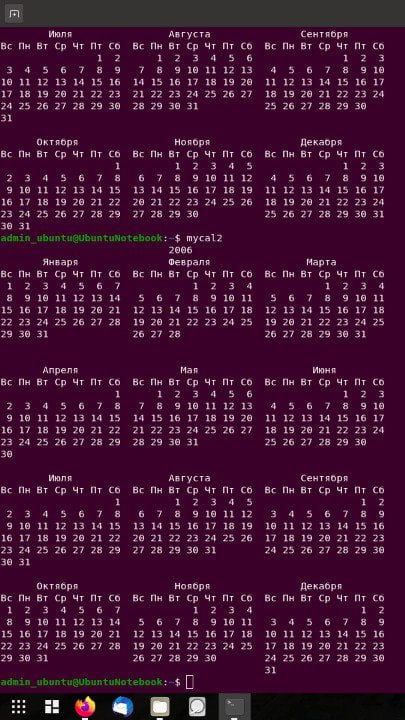 Июля Августа Сентября
Вс Пн Вт Ср Чт Пт Сб Вс Пн Вт Ср Чт Пт Сб Вс Пн Вт Ср Чт Пт Сб
1 2 1 2 3 4 5 6 1 2 3
3 4 5 6 7 8 9 7 8 9 10 11 12 13 4 5 6 7 8 9 10
10 11 12 13 14 15 16 14 15 16 17 18 19 20 11 12 13 14 15 16 17
17 18 19 20 21 22 23 21 22 23 24 25 26 27 18 19 20 21 22 23 24
24 25 26 27 28 29 30 28 29 30 31 25 26 27 28 29 30
31
Октября Ноября Декабря
Вс Пн Вт Ср Чт Пт Сб Вс Пн Вт Ср Чт Пт Сб Вс Пн Вт Ср Чт Пт Сб
1 1 2 3 4 5 1 2 3
2 3 4 5 6 7 8 6 7 8 9 10 11 12 4 5 6 7 8 9 10
9 10 11 12 13 14 15 13 14 15 16 17 18 19 11 12 13 14 15 16 17
16 17 18 19 20 21 22 20 21 22 23 24 25 26 18 19 20 21 22 23 24
23 24 25 26 27 28 29 27 28 29 30 25 26 27 28 29 30 31
30 31
admin_ubuntu@UbuntuNotebook:~$ mycal2
2006
Января Февраля Марта
Вс Пн Вт Ср Чт Пт Сб Вс Пн Вт Ср Чт Пт Сб Вс Пн Вт Ср Чт Пт Сб
1 2 3 4 5 6 7 1 2 3 4 1 2 3 4
8 9 10 11 12 13 14 5 6 7 8 9 10 11 5 6 7 8 9 10 11
15 16 17 18 19 20 21 12 13 14 15 16 17 18 12 13 14 15 16 17 18
22 23 24 25 26 27 28 19 20 21 22 23 24 25 19 20 21 22 23 24 25
29 30 31 26 27 28 26 27 28 29 30 31
Апреля Мая Июня
Вс Пн Вт Ср Чт Пт Сб Вс Пн Вт Ср Чт Пт Сб Вс Пн Вт Ср Чт Пт Сб
1 1 2 3 4 5 6 1 2 3
2 3 4 5 6 7 8 7 8 9 10 11 12 13 4 5 6 7 8 9 10
9 10 11 12 13 14 15 14 15 16 17 18 19 20 11 12 13 14 15 16 17
16 17 18 19 20 21 22 21 22 23 24 25 26 27 18 19 20 21 22 23 24
23 24 25 26 27 28 29 28 29 30 31 25 26 27 28 29 30
30
Июля Августа Сентября
Вс Пн Вт Ср Чт Пт Сб Вс Пн Вт Ср Чт Пт Сб Вс Пн Вт Ср Чт Пт Сб
1 1 2 3 4 5 1 2
2 3 4 5 6 7 8 6 7 8 9 10 11 12 3 4 5 6 7 8 9
9 10 11 12 13 14 15 13 14 15 16 17 18 19 10 11 12 13 14 15 16
16 17 18 19 20 21 22 20 21 22 23 24 25 26 17 18 19 20 21 22 23
23 24 25 26 27 28 29 27 28 29 30 31 24 25 26 27 28 29 30
30 31
Октября Ноября Декабря
Вс Пн Вт Ср Чт Пт Сб Вс Пн Вт Ср Чт Пт Сб Вс Пн Вт Ср Чт Пт Сб
1 2 3 4 5 6 7 1 2 3 4 1 2
8 9 10 11 12 13 14 5 6 7 8 9 10 11 3 4 5 6 7 8 9
15 16 17 18 19 20 21 12 13 14 15 16 17 18 10 11 12 13 14 15 16
22 23 24 25 26 27 28 19 20 21 22 23 24 25 17 18 19 20 21 22 23
29 30 31 26 27 28 29 30 24 25 26 27 28 29 30
31
admin_ubuntu@UbuntuNotebook:~$